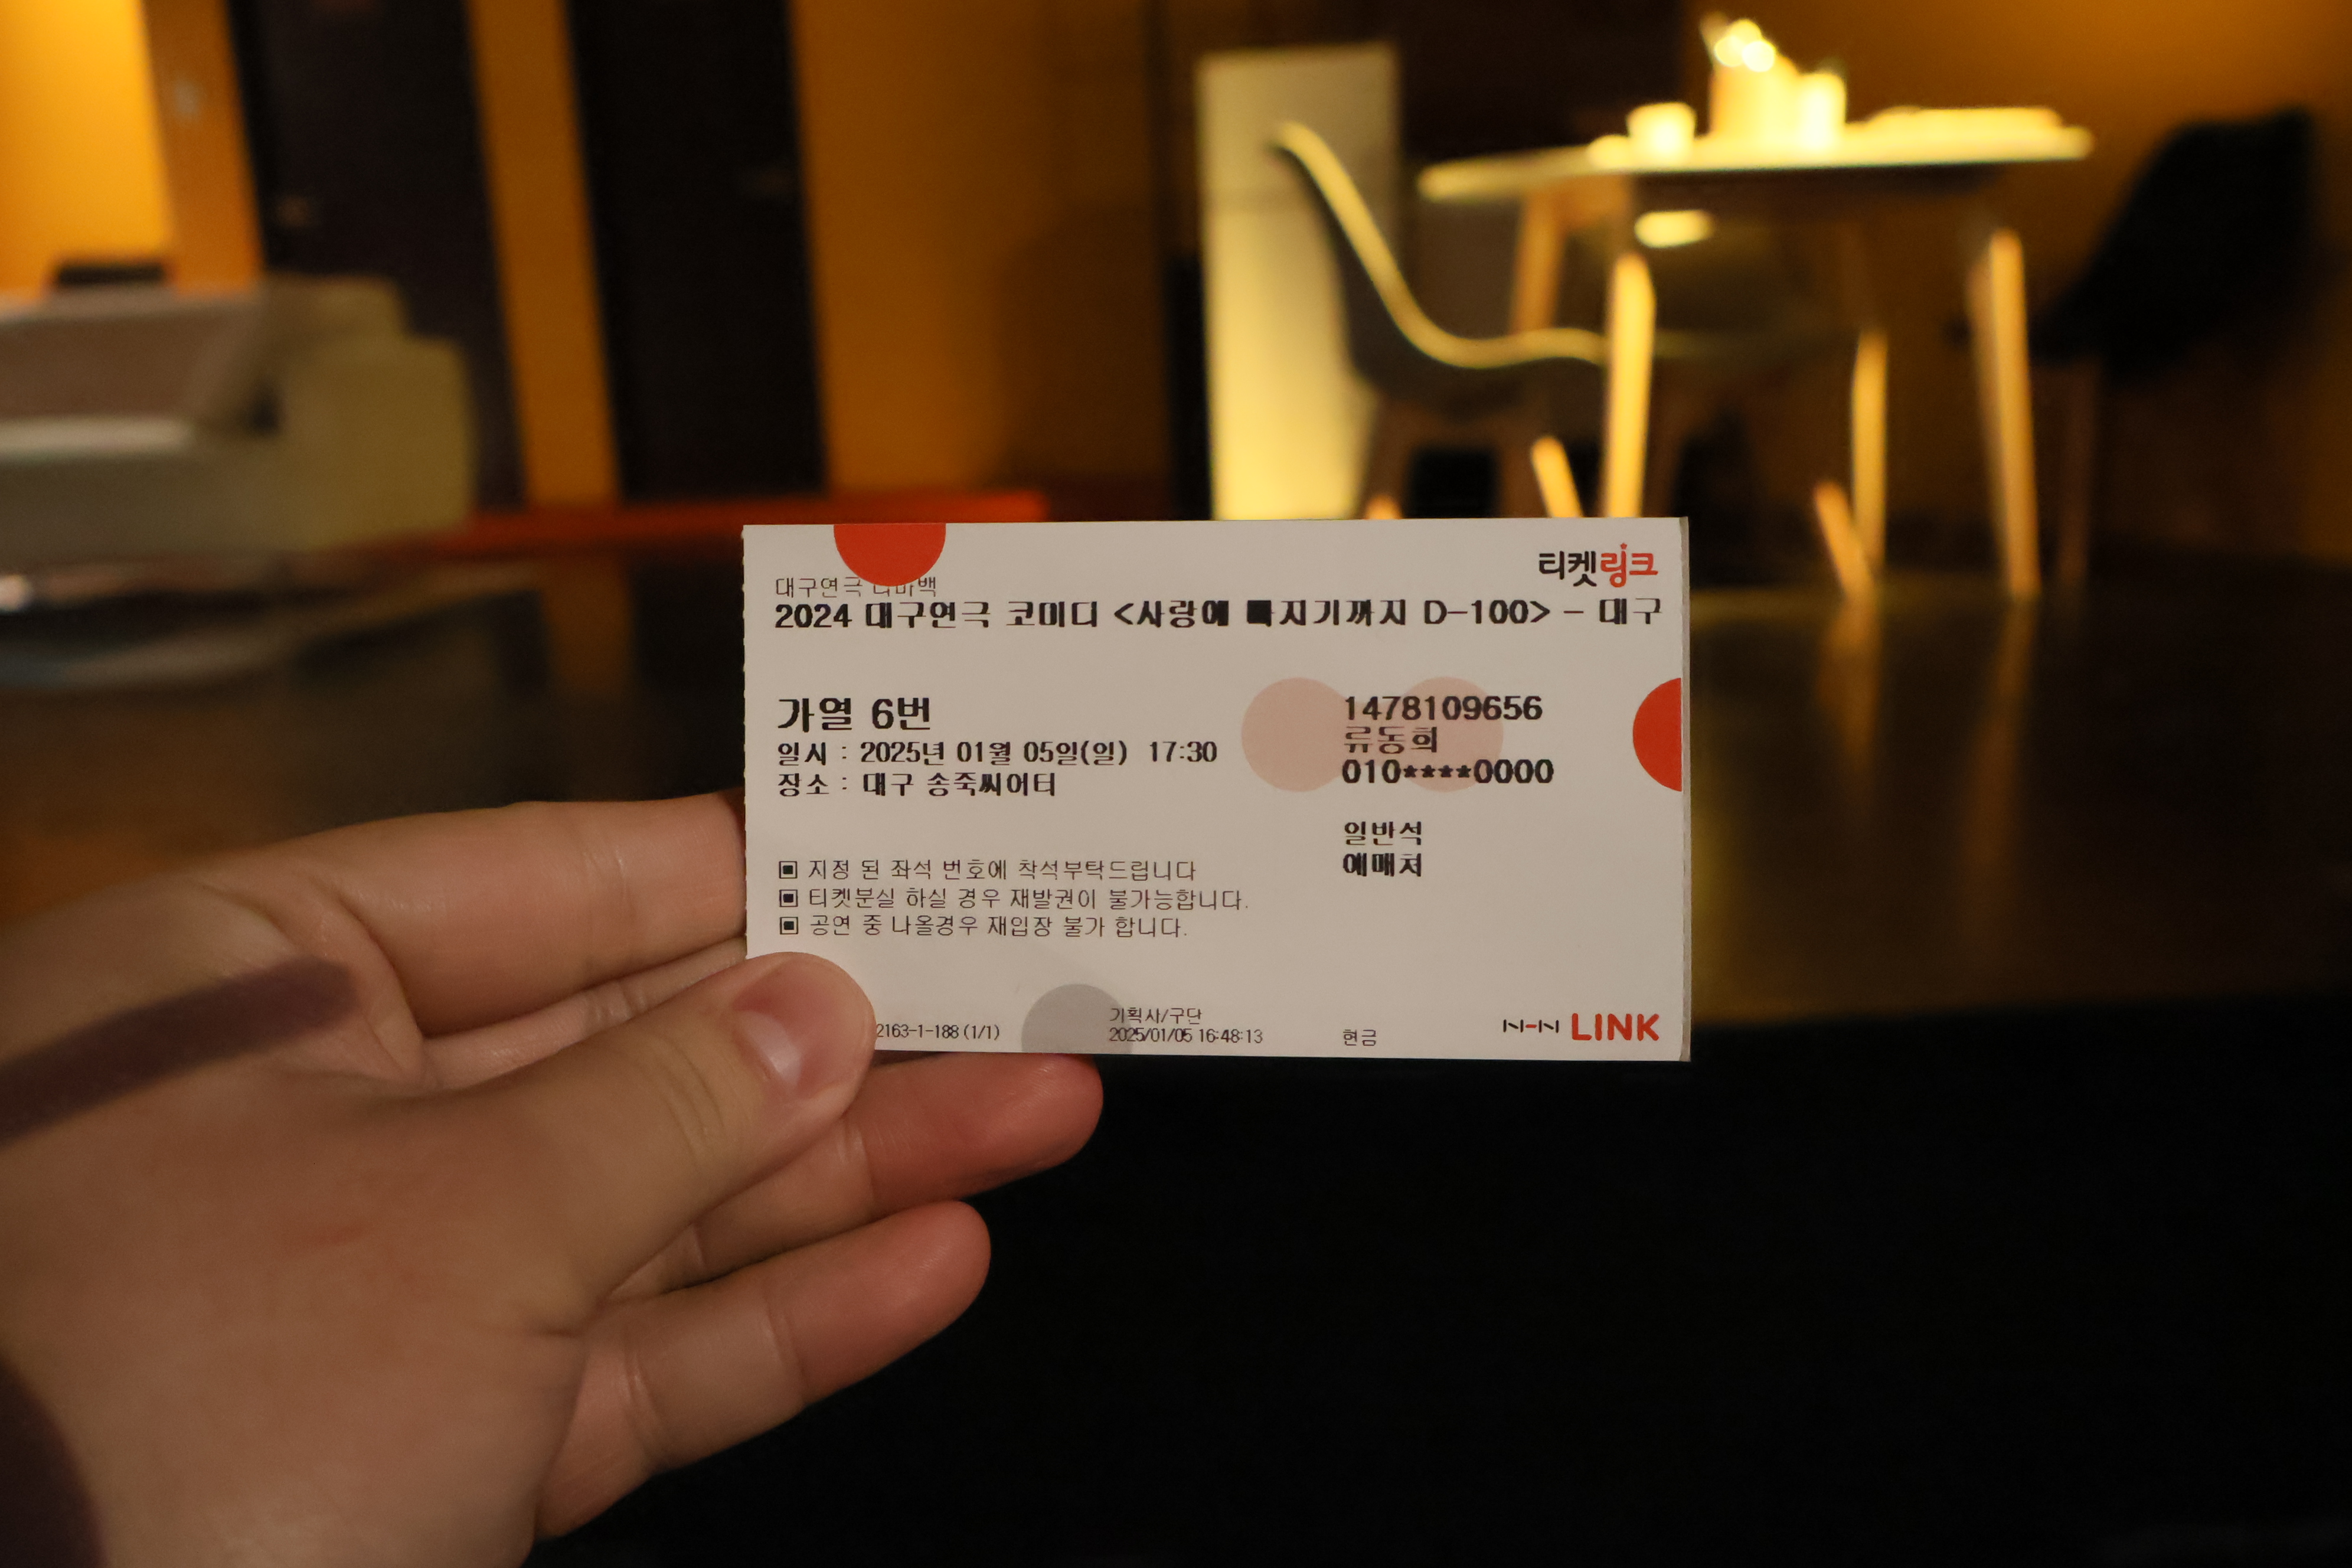 티켓링크
대구연극
2024 대구연극 코미디 <사랑에 빠지기까지 D-100> - 대구
가열 6번
일시 : 2025년 01월 05일(일) 17:30
장소 : 대구 송죽씨어터
1478109656
류동희
010****0000
일반석
예매처
▣ 지정 된 좌석 번호에 착석부탁드립니다
▣ 티켓분실 하실 경우 재발권이 불가능합니다.
▣ 공연 중 나올경우 재입장 불가 합니다.
2163-1-188 (1/1)
기획사/구단
2025/01/05 16:48:13
현금
NHN LINK